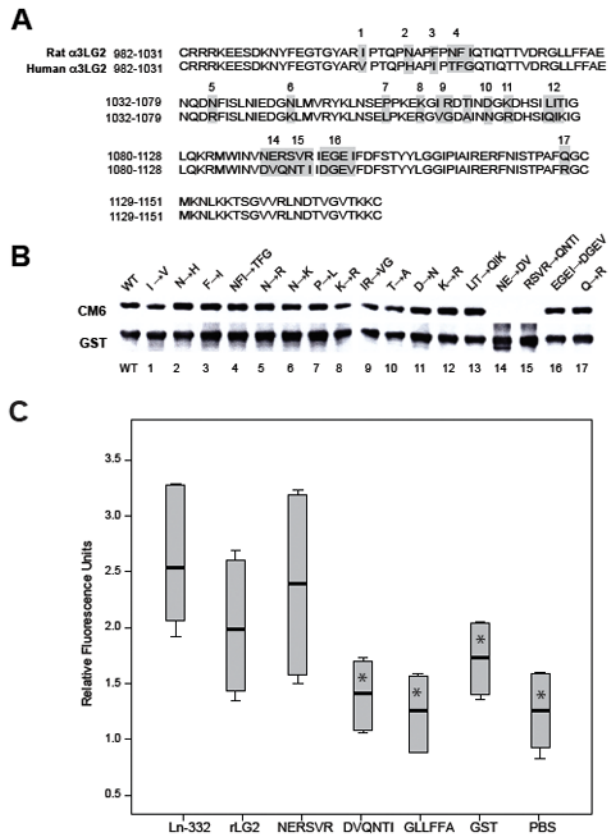 A
1 2 3 4
Rat α3LG2 982-1031 CRRRKEESDKNYFEGTGYARIPTQPNAPFPNFIQTIQTTVDRGLLFFAE
Human α3LG2 982-1031 CRRRKEESDKNYFEGTGYARVPTQPHAPIPTFGQTIQTTVDRGLLFFAE
5 6 7 8 9 10 11 12
1032-1079 NQDNFISLNIEDGNLMVRYKLNSEPPKEKGIRDTINDGKDHSILITIG
1032-1079 NQDRFISLNIEDGKLMVRYKLNSELPKERGVGDAINNGRDHSIQIKIG
14 15 16 17
1080-1128 LQKRMWINVNERSVRIEGEIFDFSTYYLGGIPIAIRERFNISTPAFQGC
1080-1128 LQKRMWINVDVQNTIIDGEVFDFSTYYLGGIPIAIRERFNISTPAFRGC
1129-1151 MKNLKKTSGVVRLNDTVGVTKKC
1129-1151 MKNLKKTSGVVRLNDTVGVTKKC
B
WT I→V N→H F→I NFI→TFG N→R N→K P→L K→R IR→VG T→A D→N K→R LIT→QIK NE→DV RSVR→QNTI EGEI→DGEV Q→R
CM6
GST
WT 1 2 3 4 5 6 7 8 9 10 11 12 13 14 15 16 17
C
Relative Fluorescence Units
3.5
3.0
2.5
2.0
1.5
1.0
0.5
* * * *
Ln-332 rLG2 NERSVR DVQNTI GLLFFA GST PBS